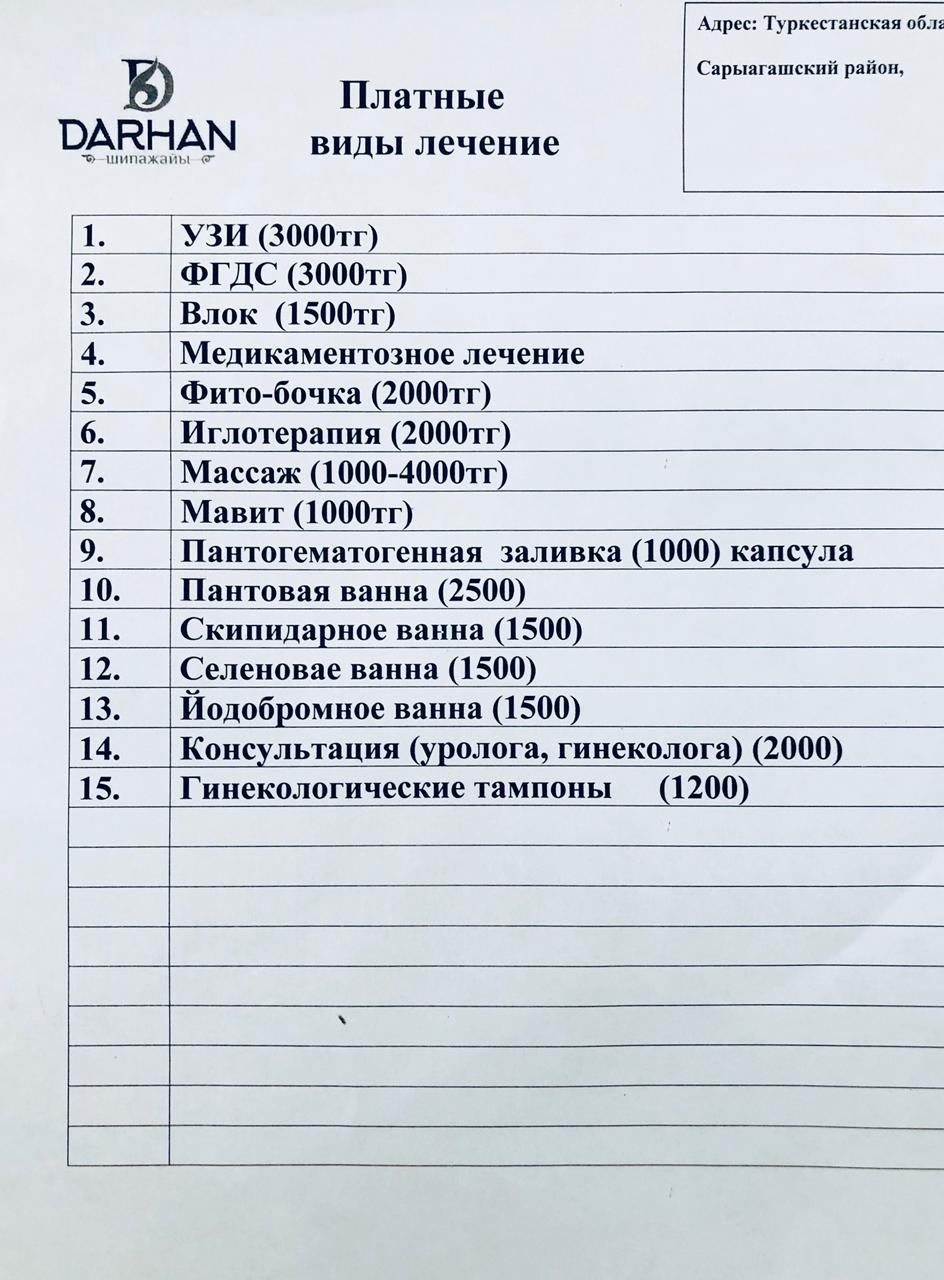 Адрес: Туркестанская обла
Сарыагашский район,
DARHAN
шипажайы
Платные
виды лечение
1. УЗИ (3000тг)
2. ФГДС (3000тг)
3. Влок (1500тг)
4. Медикаментозное лечение
5. Фито-бочка (2000тг)
6. Иглотерапия (2000тг)
7. Массаж (1000-4000тг)
8. Мавит (1000тг)
9. Пантогематогенная заливка (1000) капсула
10. Пантовая ванна (2500)
11. Скипидарное ванна (1500)
12. Селеновае ванна (1500)
13. Йодобромное ванна (1500)
14. Консультация (уролога, гинеколога) (2000)
15. Гинекологические тампоны (1200)